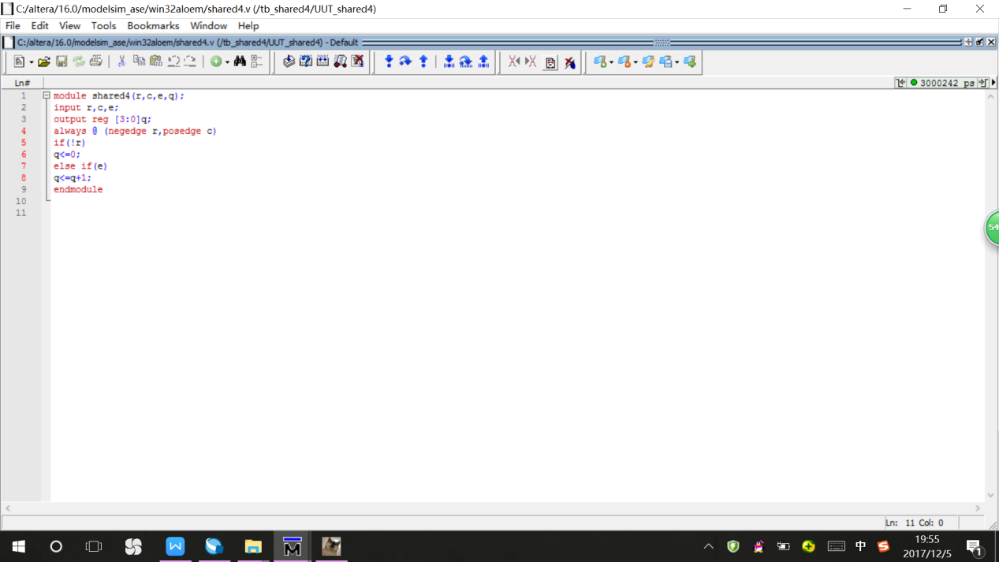 C:/altera/16.0/modelsim_ase/win32aloem/shared4.v (/tb_shared4/UUT_shared4)
File Edit View Tools Bookmarks Window Help
C:/altera/16.0/modelsim_ase/win32aloem/shared4.v (/tb_shared4/UUT_shared4) - Default
Ln#
3000242 ps
1 module shared4(r,c,e,q);
2 input r,c,e;
3 output reg [3:0]q;
4 always @ (negedge r,posedge c)
5 if(!r)
6 q<=0;
7 else if(e)
8 q<=q+1;
9 endmodule
10
11
54
Ln: 11 Col: 0
中
19:55
2017/12/5
1